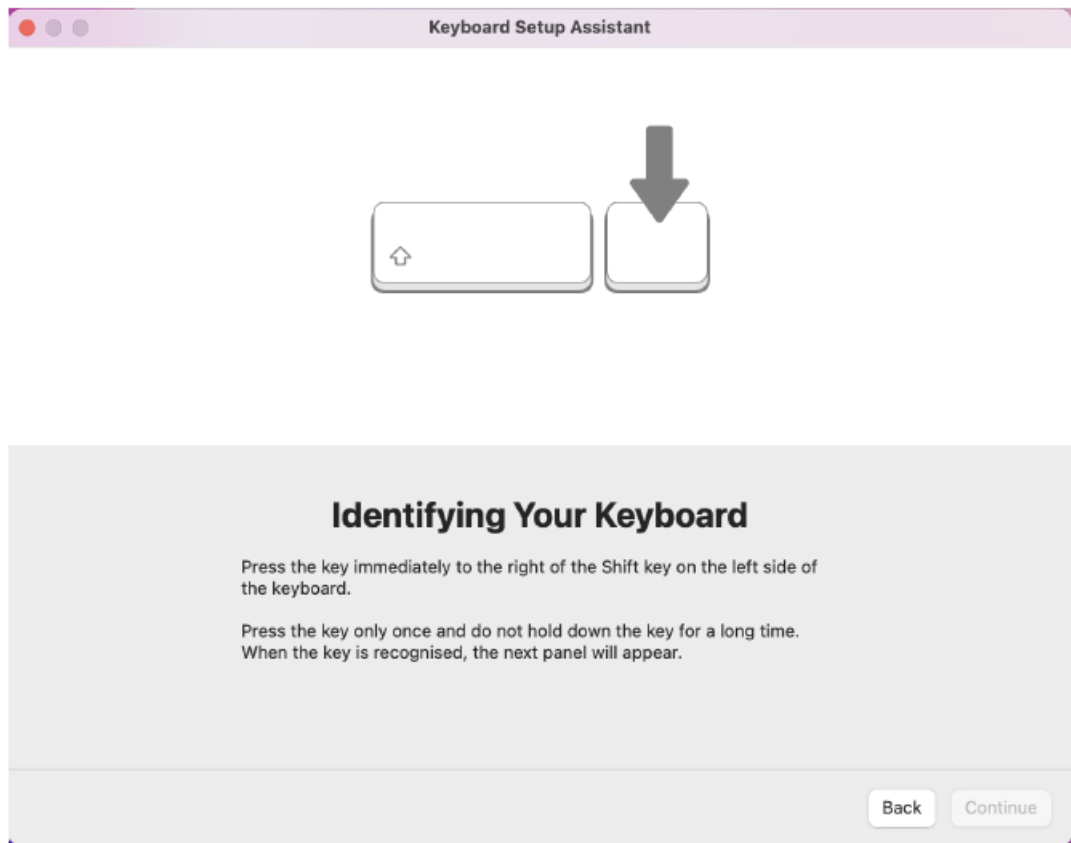 Keyboard Setup Assistant
Identifying Your Keyboard
Press the key immediately to the right of the Shift key on the left side of
the keyboard.
Press the key only once and do not hold down the key for a long time.
When the key is recognised, the next panel will appear.
Back
Continue